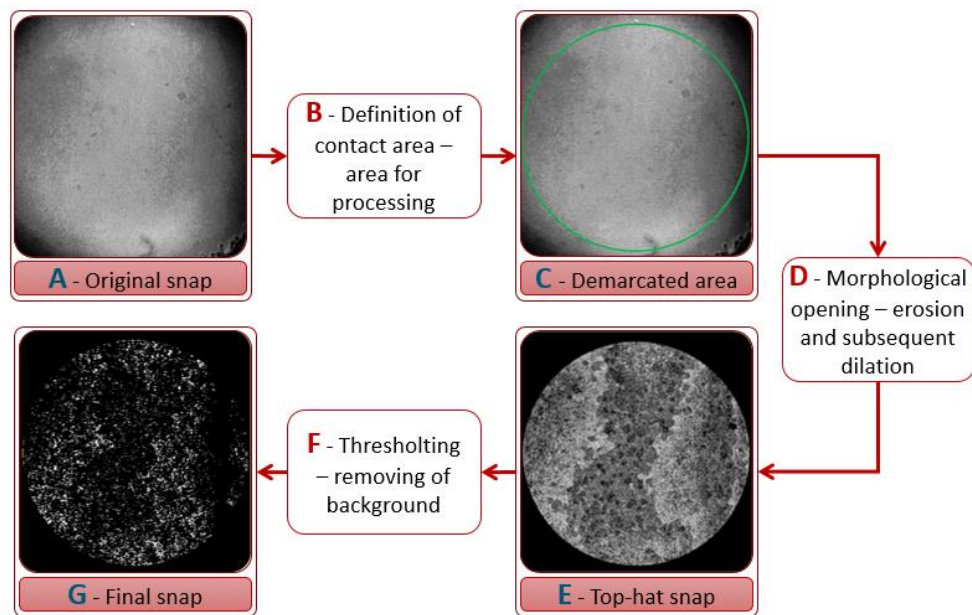 A - Original snap
B - Definition of
contact area –
area for
processing
C - Demarcated area
D - Morphological
opening – erosion
and subsequent
dilation
E - Top-hat snap
F - Thresholting
– removing of
background
G - Final snap